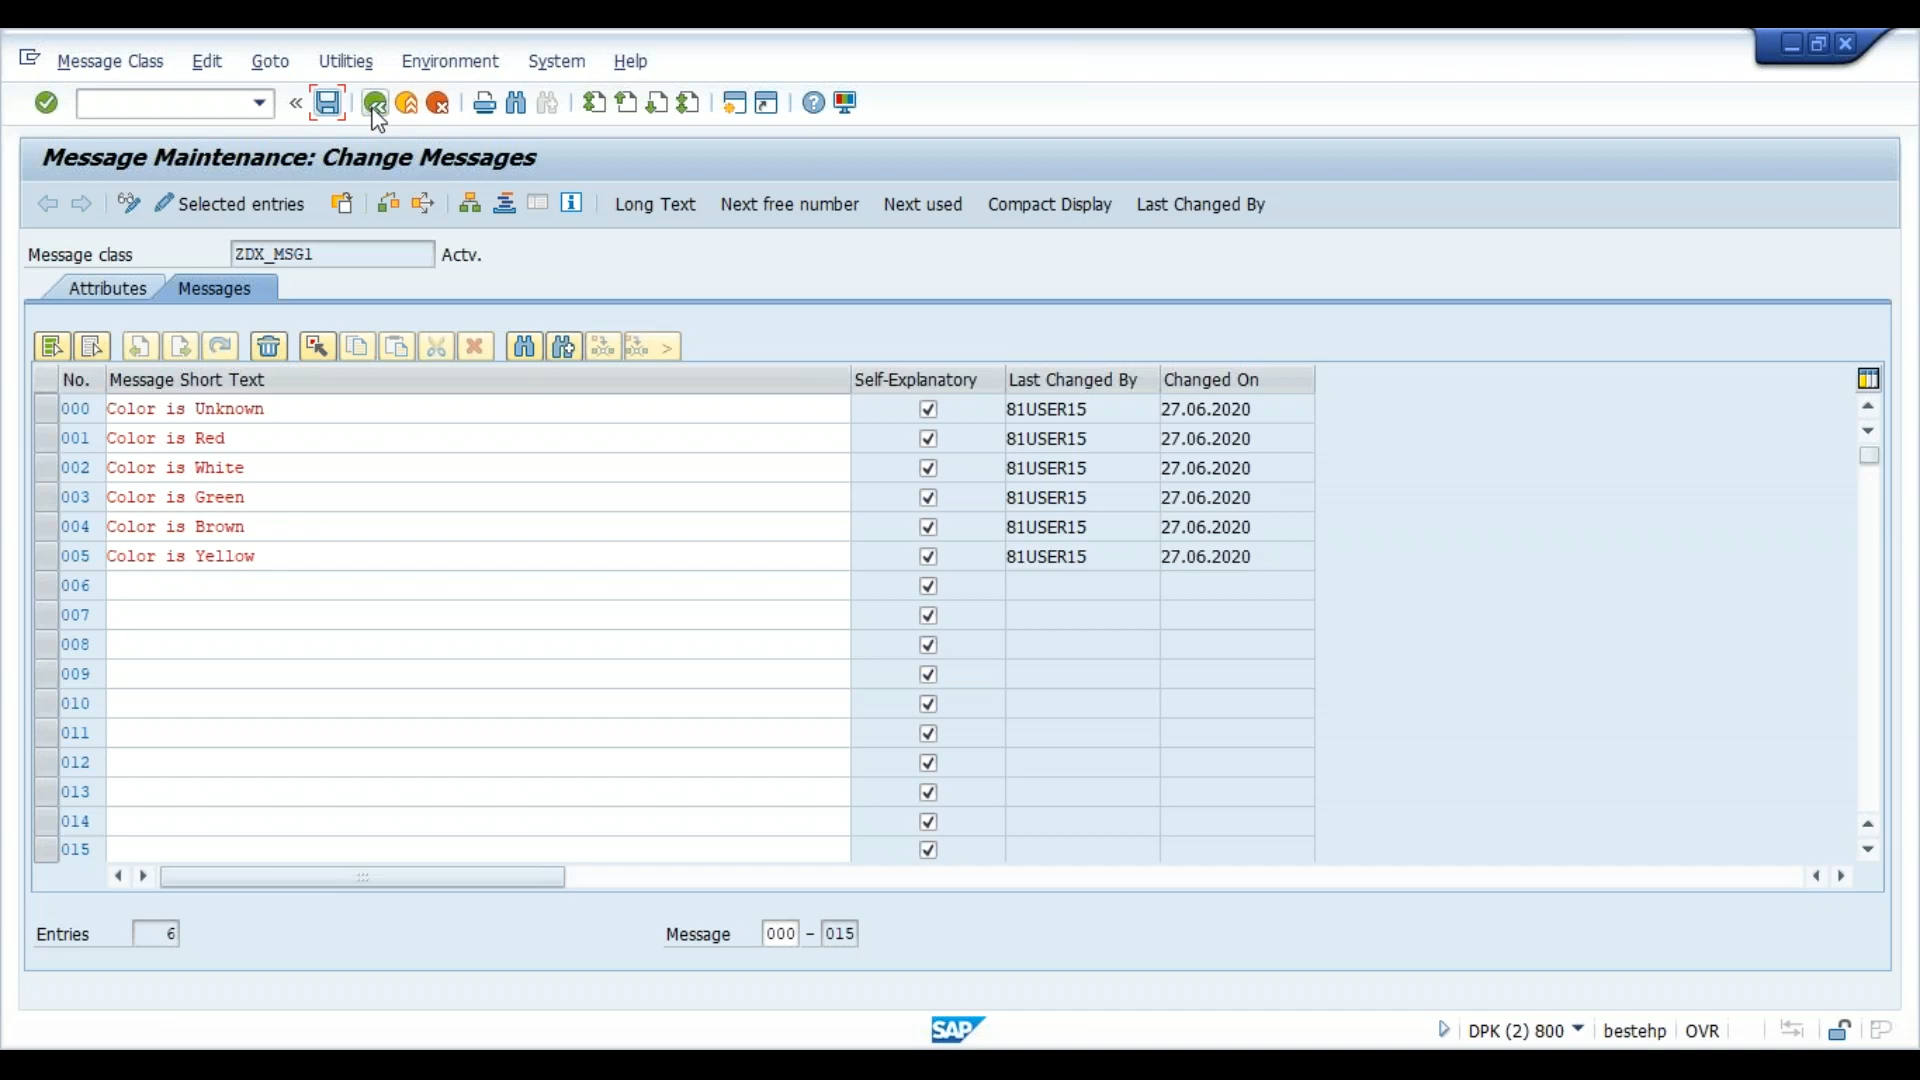 Message Class Edit Goto Utilities Environment System Help
Message Maintenance: Change Messages
Selected entries Long Text Next free number Next used Compact Display Last Changed By
Message class ZDX_MSG1 Actv.
Attributes Messages
No. Message Short Text Self-Explanatory Last Changed By Changed On
000 Color is Unknown 81USER15 27.06.2020
001 Color is Red 81USER15 27.06.2020
002 Color is White 81USER15 27.06.2020
003 Color is Green 81USER15 27.06.2020
004 Color is Brown 81USER15 27.06.2020
005 Color is Yellow 81USER15 27.06.2020
006
007
008
009
010
011
012
013
014
015
Entries 6 Message 000 - 015
SAP DPK (2) 800 bestehp OVR